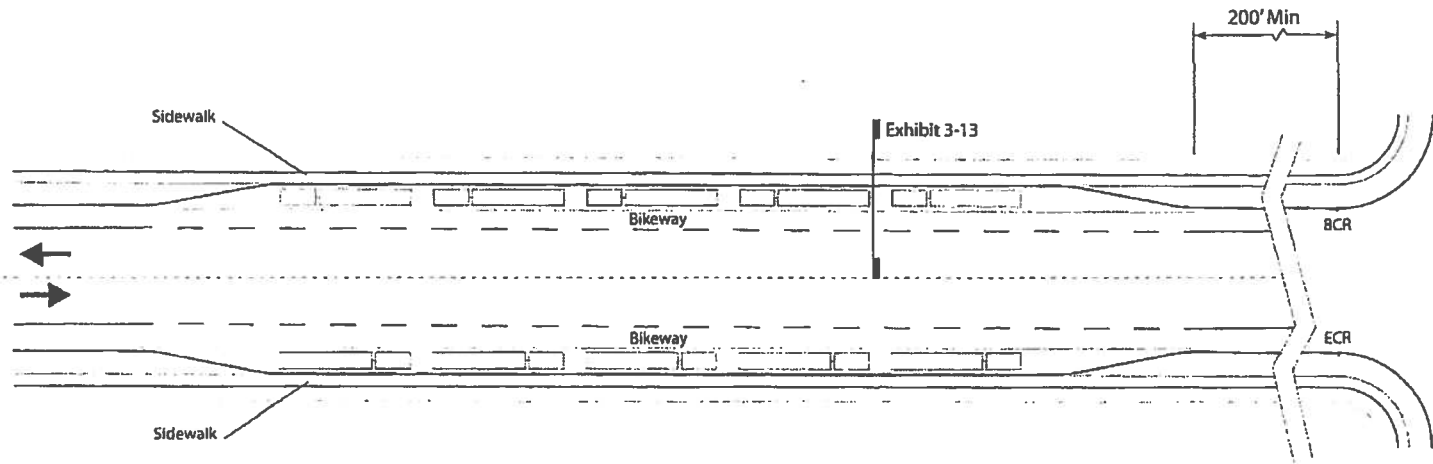 200' Min
Sidewalk
Exhibit 3-13
Bikeway
BCR
Bikeway
ECR
Sidewalk